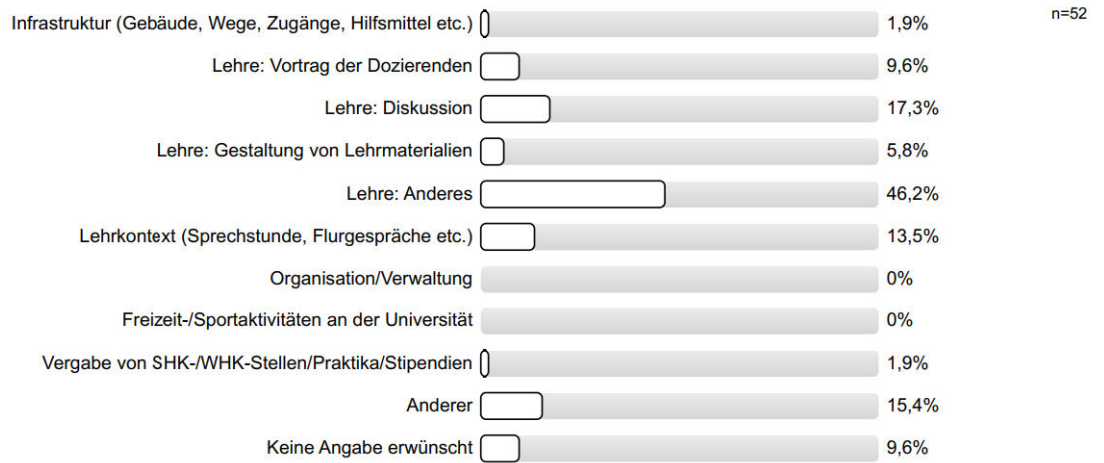 n=52
Infrastruktur (Gebäude, Wege, Zugänge, Hilfsmittel etc.) 1,9%
Lehre: Vortrag der Dozierenden 9,6%
Lehre: Diskussion 17,3%
Lehre: Gestaltung von Lehrmaterialien 5,8%
Lehre: Anderes 46,2%
Lehrkontext (Sprechstunde, Flurgespräche etc.) 13,5%
Organisation/Verwaltung 0%
Freizeit-/Sportaktivitäten an der Universität 0%
Vergabe von SHK-/WHK-Stellen/Praktika/Stipendien 1,9%
Anderer 15,4%
Keine Angabe erwünscht 9,6%